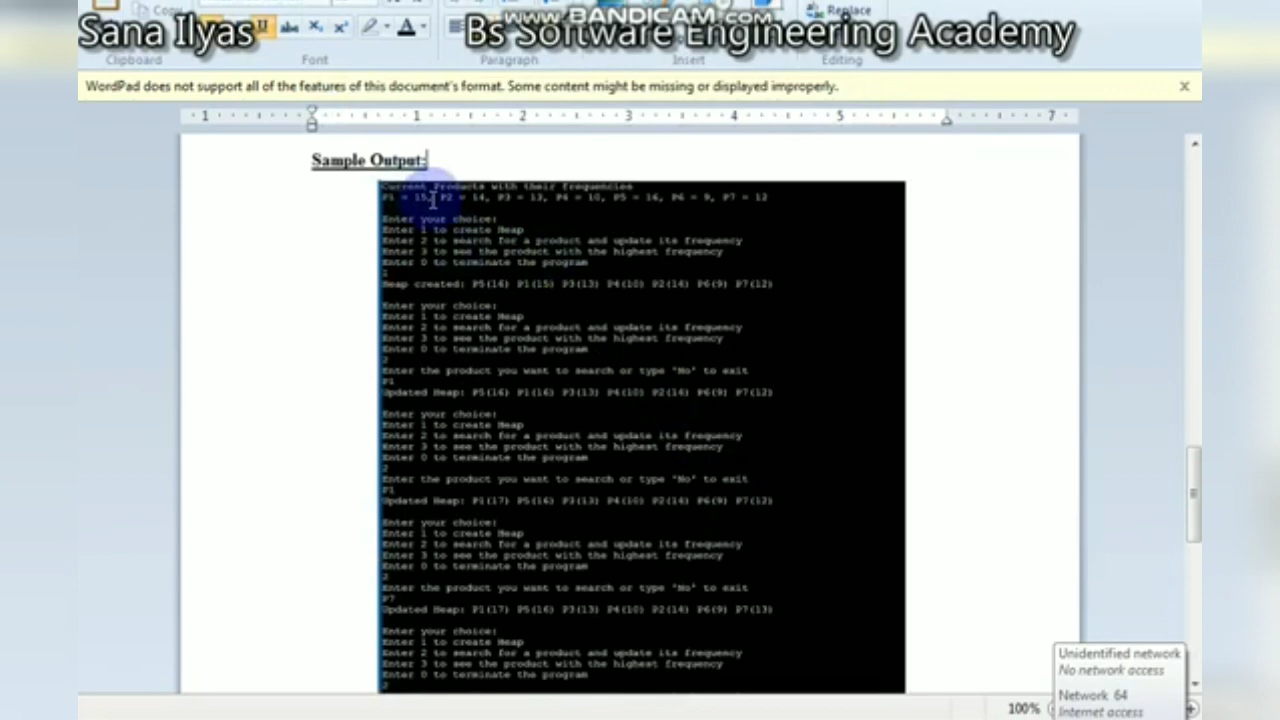 www.BANDICAM.com
Replace
Copy
Sana Ilyas
Bs Software Engineering Academy
Clipboard
Font
Paragraph
Insert
Editing
WordPad does not support all of the features of this document's format. Some content might be missing or displayed improperly.
1 1 2 3 4 5 7
Sample Output:
Current Products with their frequencies
P1 = 15, P2 = 14, P3 = 13, P4 = 10, P5 = 16, P6 = 9, P7 = 12
Enter your choice:
Enter 1 to create Heap
Enter 2 to search for a product and update its frequency
Enter 3 to see the product with the highest frequency
Enter 0 to terminate the program
1
Heap created: P5(16) P1(15) P3(13) P4(10) P2(14) P6(9) P7(12)
Enter your choice:
Enter 1 to create Heap
Enter 2 to search for a product and update its frequency
Enter 3 to see the product with the highest frequency
Enter 0 to terminate the program
2
Enter the product you want to search or type "No" to exit
P1
Updated Heap: P5(16) P1(16) P3(13) P4(10) P2(14) P6(9) P7(12)
Enter your choice:
Enter 1 to create Heap
Enter 2 to search for a product and update its frequency
Enter 3 to see the product with the highest frequency
Enter 0 to terminate the program
2
Enter the product you want to search or type "No" to exit
P1
Updated Heap: P1(17) P5(16) P3(13) P4(10) P2(14) P6(9) P7(12)
Enter your choice:
Enter 1 to create Heap
Enter 2 to search for a product and update its frequency
Enter 3 to see the product with the highest frequency
Enter 0 to terminate the program
2
Enter the product you want to search or type "No" to exit
P7
Updated Heap: P1(17) P5(16) P3(13) P4(10) P2(14) P6(9) P7(13)
Enter your choice:
Enter 1 to create Heap
Enter 2 to search for a product and update its frequency
Enter 3 to see the product with the highest frequency
Enter 0 to terminate the program
2
Unidentified network
No network access
Network 64
Internet access
100%